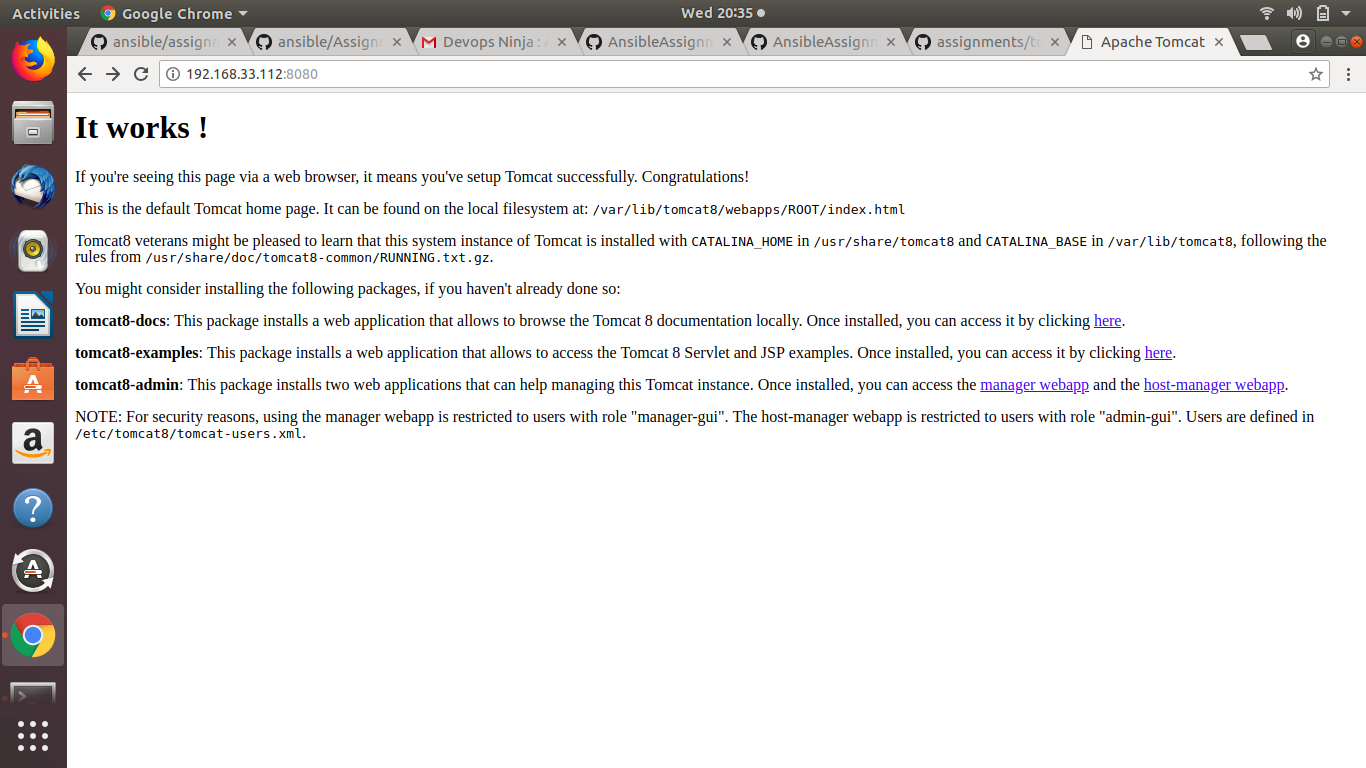 Activities
Google Chrome
Wed 20:35
ansible/assignm
ansible/Assignm
Devops Ninja : A
AnsibleAssignm
AnsibleAssignm
assignments/to
Apache Tomcat
192.168.33.112:8080
It works !
If you're seeing this page via a web browser, it means you've setup Tomcat successfully. Congratulations!
This is the default Tomcat home page. It can be found on the local filesystem at: /var/lib/tomcat8/webapps/ROOT/index.html
Tomcat8 veterans might be pleased to learn that this system instance of Tomcat is installed with CATALINA_HOME in /usr/share/tomcat8 and CATALINA_BASE in /var/lib/tomcat8, following the
rules from /usr/share/doc/tomcat8-common/RUNNING.txt.gz.
You might consider installing the following packages, if you haven't already done so:
tomcat8-docs: This package installs a web application that allows to browse the Tomcat 8 documentation locally. Once installed, you can access it by clicking here.
tomcat8-examples: This package installs a web application that allows to access the Tomcat 8 Servlet and JSP examples. Once installed, you can access it by clicking here.
tomcat8-admin: This package installs two web applications that can help managing this Tomcat instance. Once installed, you can access the manager webapp and the host-manager webapp.
NOTE: For security reasons, using the manager webapp is restricted to users with role "manager-gui". The host-manager webapp is restricted to users with role "admin-gui". Users are defined in
/etc/tomcat8/tomcat-users.xml.